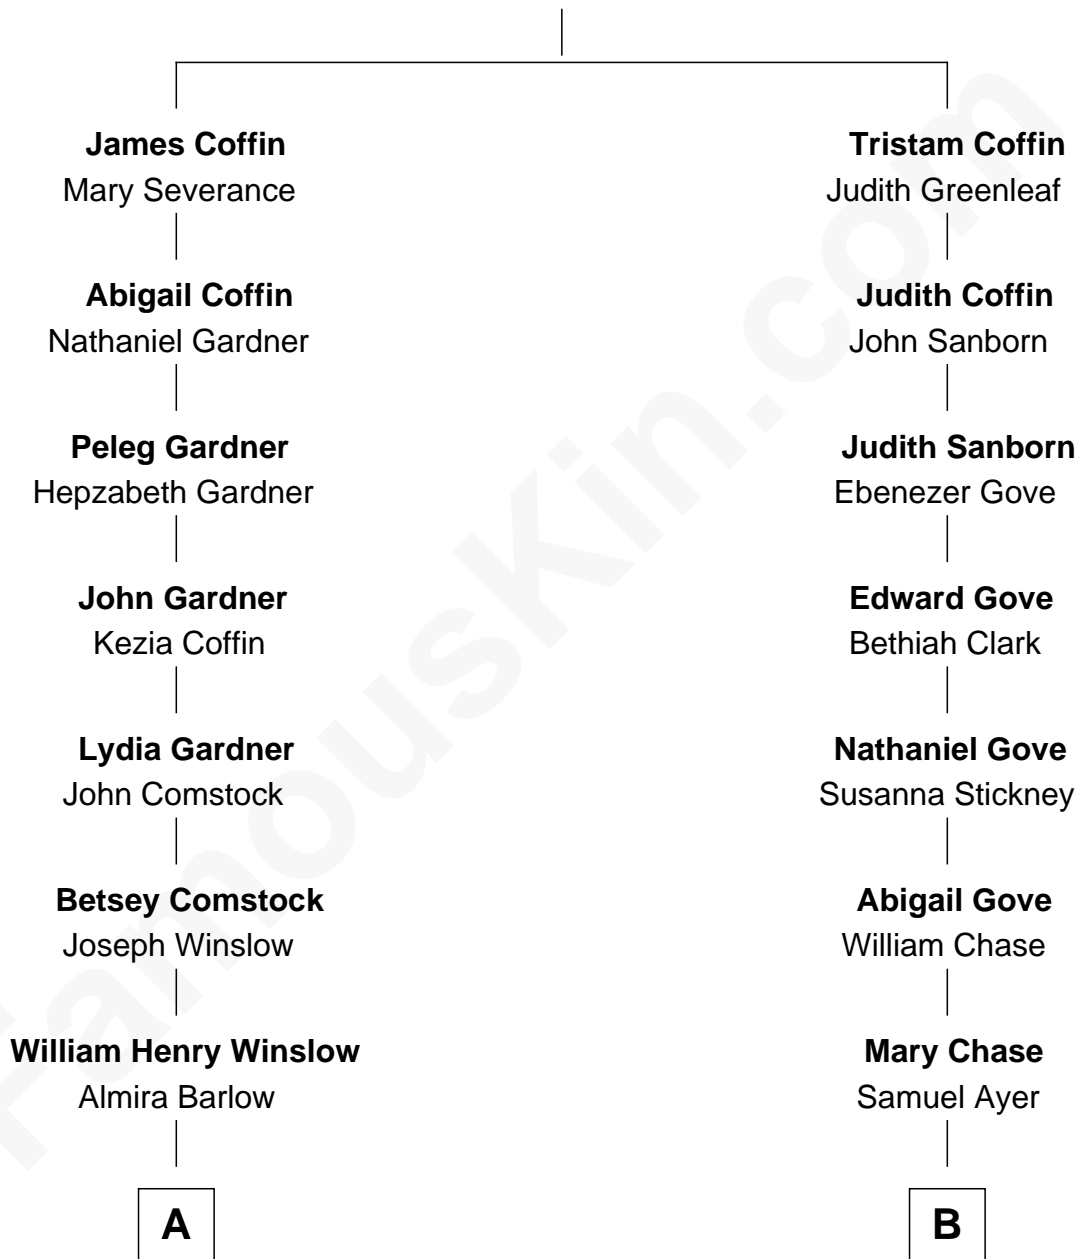 James Coffin
Mary Severance
Abigail Coffin
Nathaniel Gardner
Peleg Gardner
Hepzabeth Gardner
John Gardner
Kezia Coffin
Lydia Gardner
John Comstock
Betsey Comstock
Joseph Winslow
William Henry Winslow
Almira Barlow
A
Tristam Coffin
Judith Greenleaf
Judith Coffin
John Sanborn
Judith Sanborn
Ebenezer Gove
Edward Gove
Bethiah Clark
Nathaniel Gove
Susanna Stickney
Abigail Gove
William Chase
Mary Chase
Samuel Ayer
B
FamousKin.com